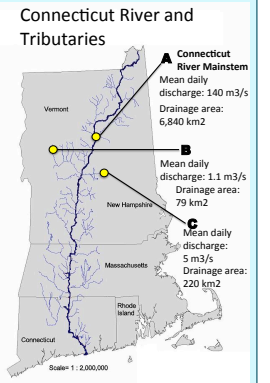 Connecticut River and
Tributaries
A Connecticut
River Mainstem
Mean daily
discharge: 140 m3/s
Drainage area:
6,840 km2
Vermont
B
Mean daily
discharge: 1.1 m3/s
Drainage area:
79 km2
New Hampshire
C
Mean daily
discharge:
5 m3/s
Drainage area:
220 km2
Massachusetts
Rhode
Island
Connecticut
Scale= 1 : 2,000,000